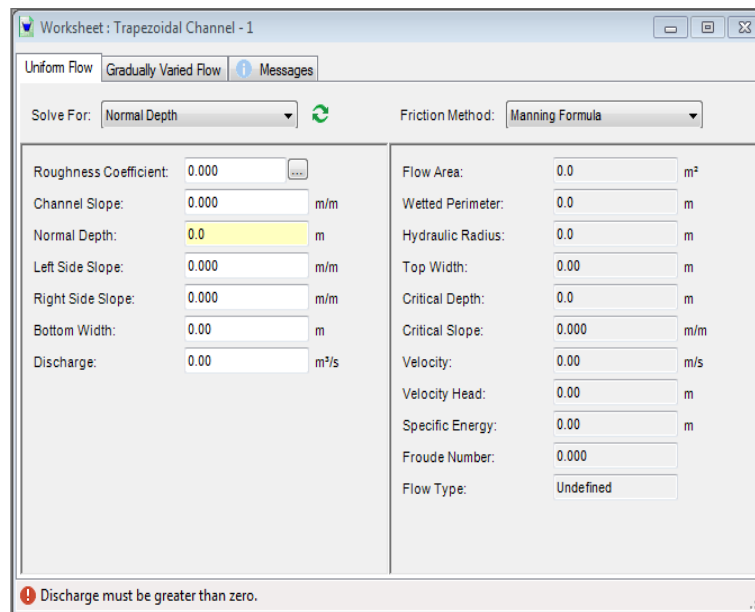 Worksheet : Trapezoidal Channel - 1
Uniform Flow Gradually Varied Flow Messages
Solve For: Normal Depth Friction Method: Manning Formula
Roughness Coefficient: 0.000 ...
Channel Slope: 0.000 m/m
Normal Depth: 0.0 m
Left Side Slope: 0.000 m/m
Right Side Slope: 0.000 m/m
Bottom Width: 0.00 m
Discharge: 0.00 m³/s
Flow Area: 0.0 m²
Wetted Perimeter: 0.0 m
Hydraulic Radius: 0.0 m
Top Width: 0.00 m
Critical Depth: 0.0 m
Critical Slope: 0.000 m/m
Velocity: 0.00 m/s
Velocity Head: 0.00 m
Specific Energy: 0.00 m
Froude Number: 0.000
Flow Type: Undefined
Discharge must be greater than zero.